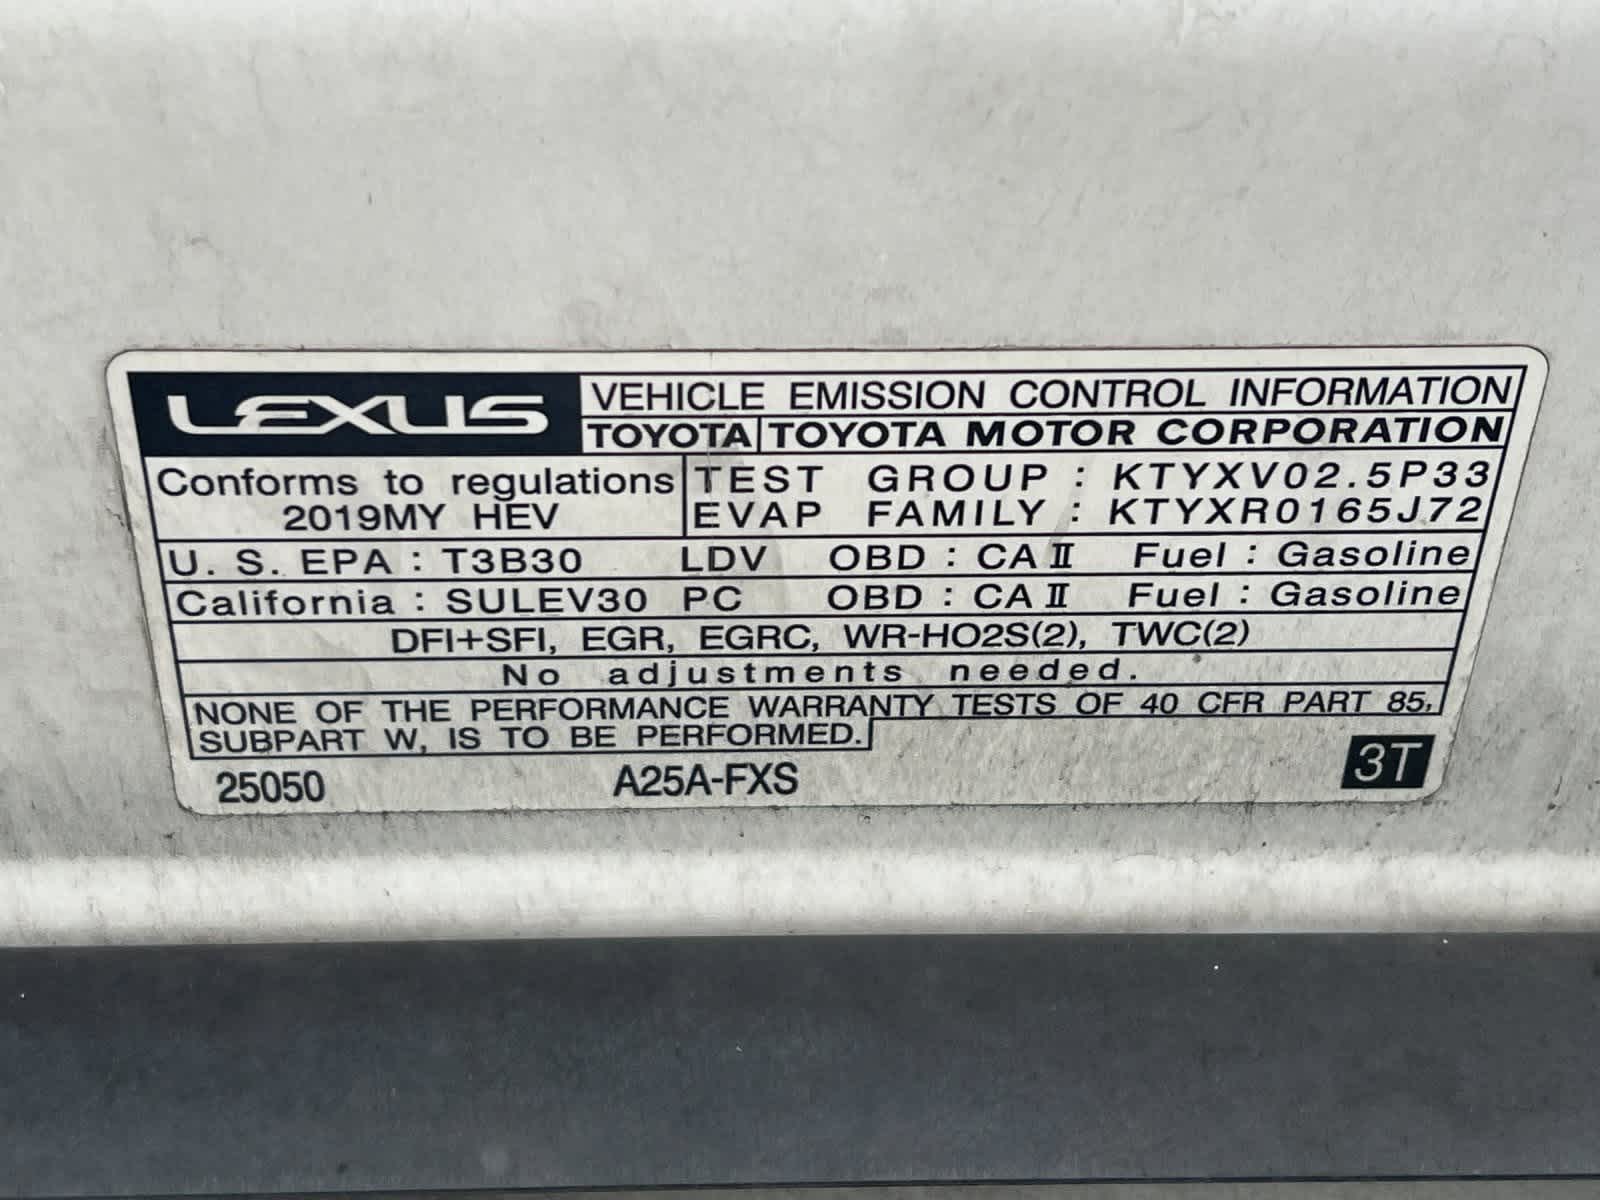 LEXUS VEHICLE EMISSION CONTROL INFORMATION
TOYOTA TOYOTA MOTOR CORPORATION
Conforms to regulations TEST GROUP : KTYXV02.5P33
2019MY HEV EVAP FAMILY : KTYXR0165J72
U. S. EPA : T3B30 LDV OBD : CA II Fuel : Gasoline
California : SULEV30 PC OBD : CA II Fuel : Gasoline
DFI+SFI, EGR, EGRC, WR-HO2S(2), TWC(2)
No adjustments needed.
NONE OF THE PERFORMANCE WARRANTY TESTS OF 40 CFR PART 85,
SUBPART W, IS TO BE PERFORMED.
25050 A25A-FXS 3T